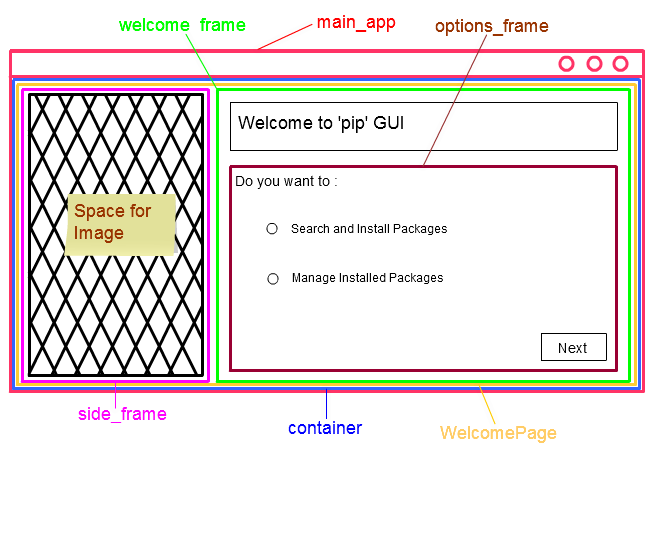 welcome_frame
main_app
options_frame
Welcome to 'pip' GUI
Do you want to :
Space for
Image
Search and Install Packages
Manage Installed Packages
Next
side_frame
container
WelcomePage